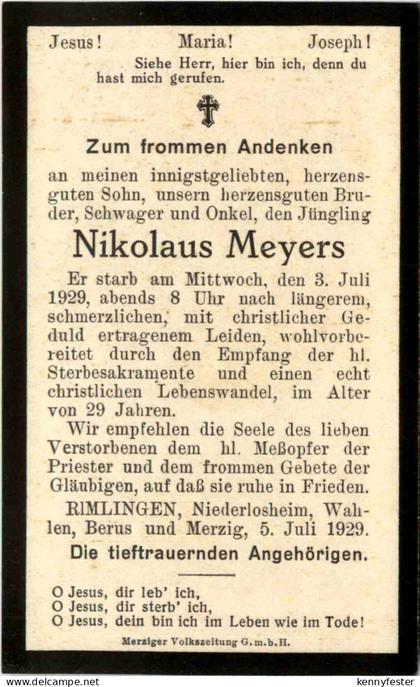 Jesus! Maria! Joseph!
Siehe Herr, hier bin ich, denn du
hast mich gerufen.
Zum frommen Andenken
an meinen innigstgeliebten, herzens-
guten Sohn, unsern herzensguten Bru-
der, Schwager und Onkel, den Jüngling
Nikolaus Meyers
Er starb am Mittwoch, den 3. Juli
1929, abends 8 Uhr nach längerem,
schmerzlichen, mit christlicher Ge-
duld ertragenem Leiden, wohlvorbe-
reitet durch den Empfang der hl.
Sterbesakramente und einen echt
christlichen Lebenswandel, im Alter
von 29 Jahren.
Wir empfehlen die Seele des lieben
Verstorbenen dem hl. Meßopfer der
Priester und dem frommen Gebete der
Gläubigen, auf daß sie ruhe in Frieden.
RIMLINGEN, Niederlosheim, Wah-
len, Berus und Merzig, 5. Juli 1929.
Die tieftrauernden Angehörigen.
O Jesus, dir leb' ich,
O Jesus, dir sterb' ich,
O Jesus, dein bin ich im Leben wie im Tode!
Merziger Volkszeitung G.m.b.H.
delcampe.net
kennyfester